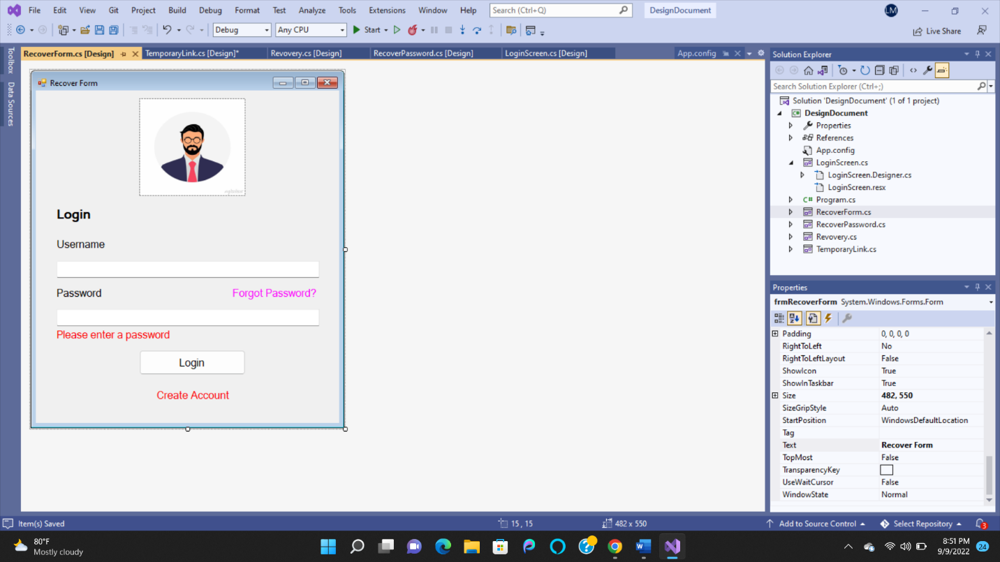 File Edit View Git Project Build Debug Format Test Analyze Tools Extensions Window Help Search (Ctrl+Q) DesignDocument LM
Debug Any CPU Start Live Share
RecoverForm.cs [Design] TemporaryLink.cs [Design]* Revovery.cs [Design] RecoverPassword.cs [Design] LoginScreen.cs [Design] App.config
Toolbox
Data Sources
Recover Form
Login
Username
Password Forgot Password?
Please enter a password
Login
Create Account
Solution Explorer
Search Solution Explorer (Ctrl+;)
Solution 'DesignDocument' (1 of 1 project)
C# DesignDocument
Properties
References
App.config
LoginScreen.cs
LoginScreen.Designer.cs
LoginScreen.resx
C# Program.cs
RecoverForm.cs
RecoverPassword.cs
Revovery.cs
TemporaryLink.cs
Properties
frmRecoverForm System.Windows.Forms.Form
Padding 0, 0, 0, 0
RightToLeft No
RightToLeftLayout False
ShowIcon True
ShowInTaskbar True
Size 482, 550
SizeGripStyle Auto
StartPosition WindowsDefaultLocation
Tag
Text Recover Form
TopMost False
TransparencyKey
UseWaitCursor False
WindowState Normal
Item(s) Saved 15 , 15 482 x 550 Add to Source Control Select Repository 3
80°F
Mostly cloudy
8:51 PM
9/9/2022
24